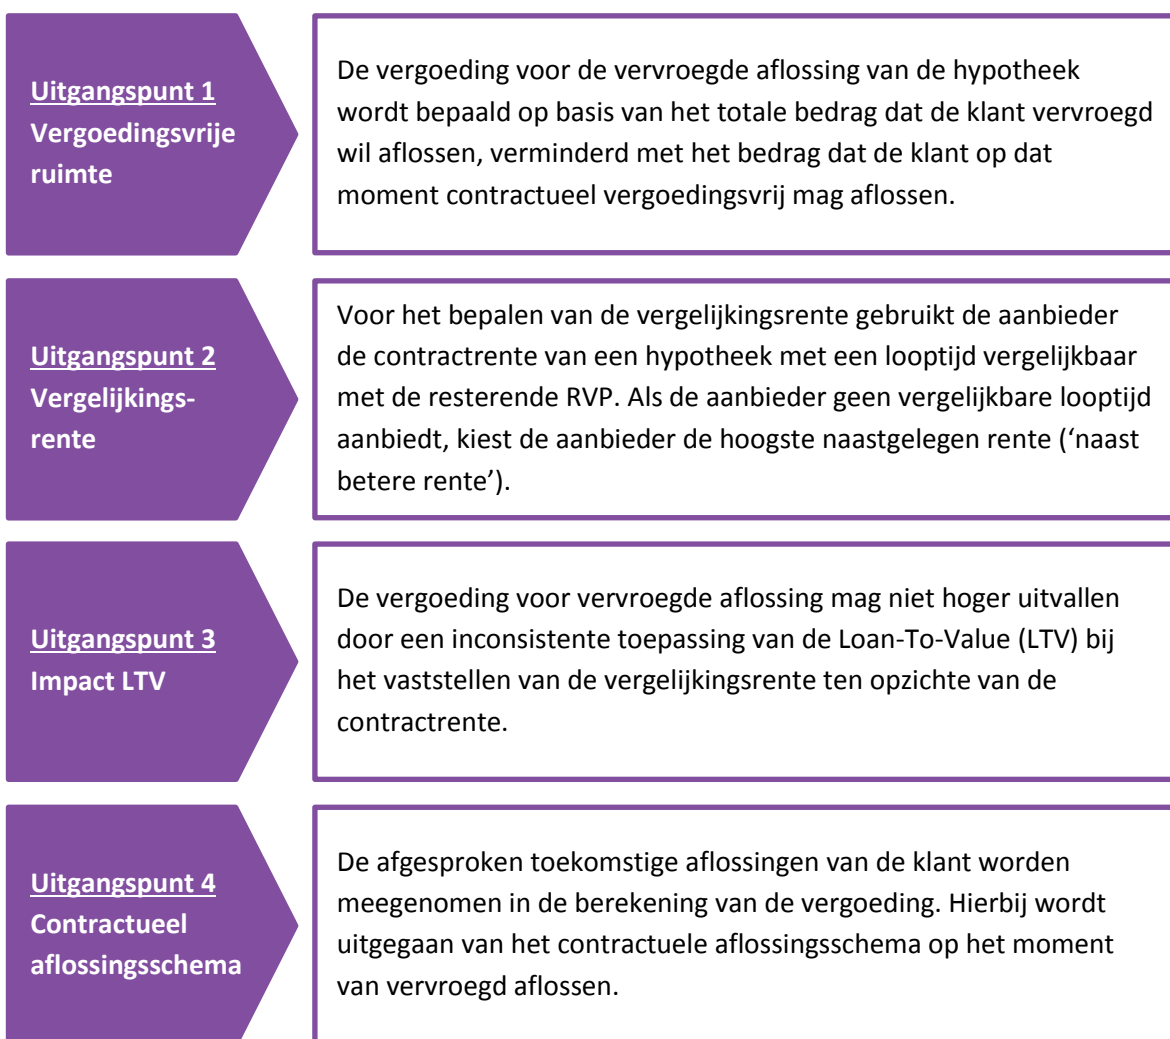 Uitgangspunt 1
Vergoedingsvrije
ruimte
De vergoeding voor de vervroegde aflossing van de hypotheek
wordt bepaald op basis van het totale bedrag dat de klant vervroegd
wil aflossen, verminderd met het bedrag dat de klant op dat
moment contractueel vergoedingsvrij mag aflossen.
Uitgangspunt 2
Vergelijkings-
rente
Voor het bepalen van de vergelijkingsrente gebruikt de aanbieder
de contractrente van een hypotheek met een looptijd vergelijkbaar
met de resterende RVP. Als de aanbieder geen vergelijkbare looptijd
aanbiedt, kiest de aanbieder de hoogste naastgelegen rente (‘naast
betere rente’).
Uitgangspunt 3
Impact LTV
De vergoeding voor vervroegde aflossing mag niet hoger uitvallen
door een inconsistente toepassing van de Loan-To-Value (LTV) bij
het vaststellen van de vergelijkingsrente ten opzichte van de
contractrente.
Uitgangspunt 4
Contractueel
aflossingsschema
De afgesproken toekomstige aflossingen van de klant worden
meegenomen in de berekening van de vergoeding. Hierbij wordt
uitgegaan van het contractuele aflossingsschema op het moment
van vervroegd aflossen.